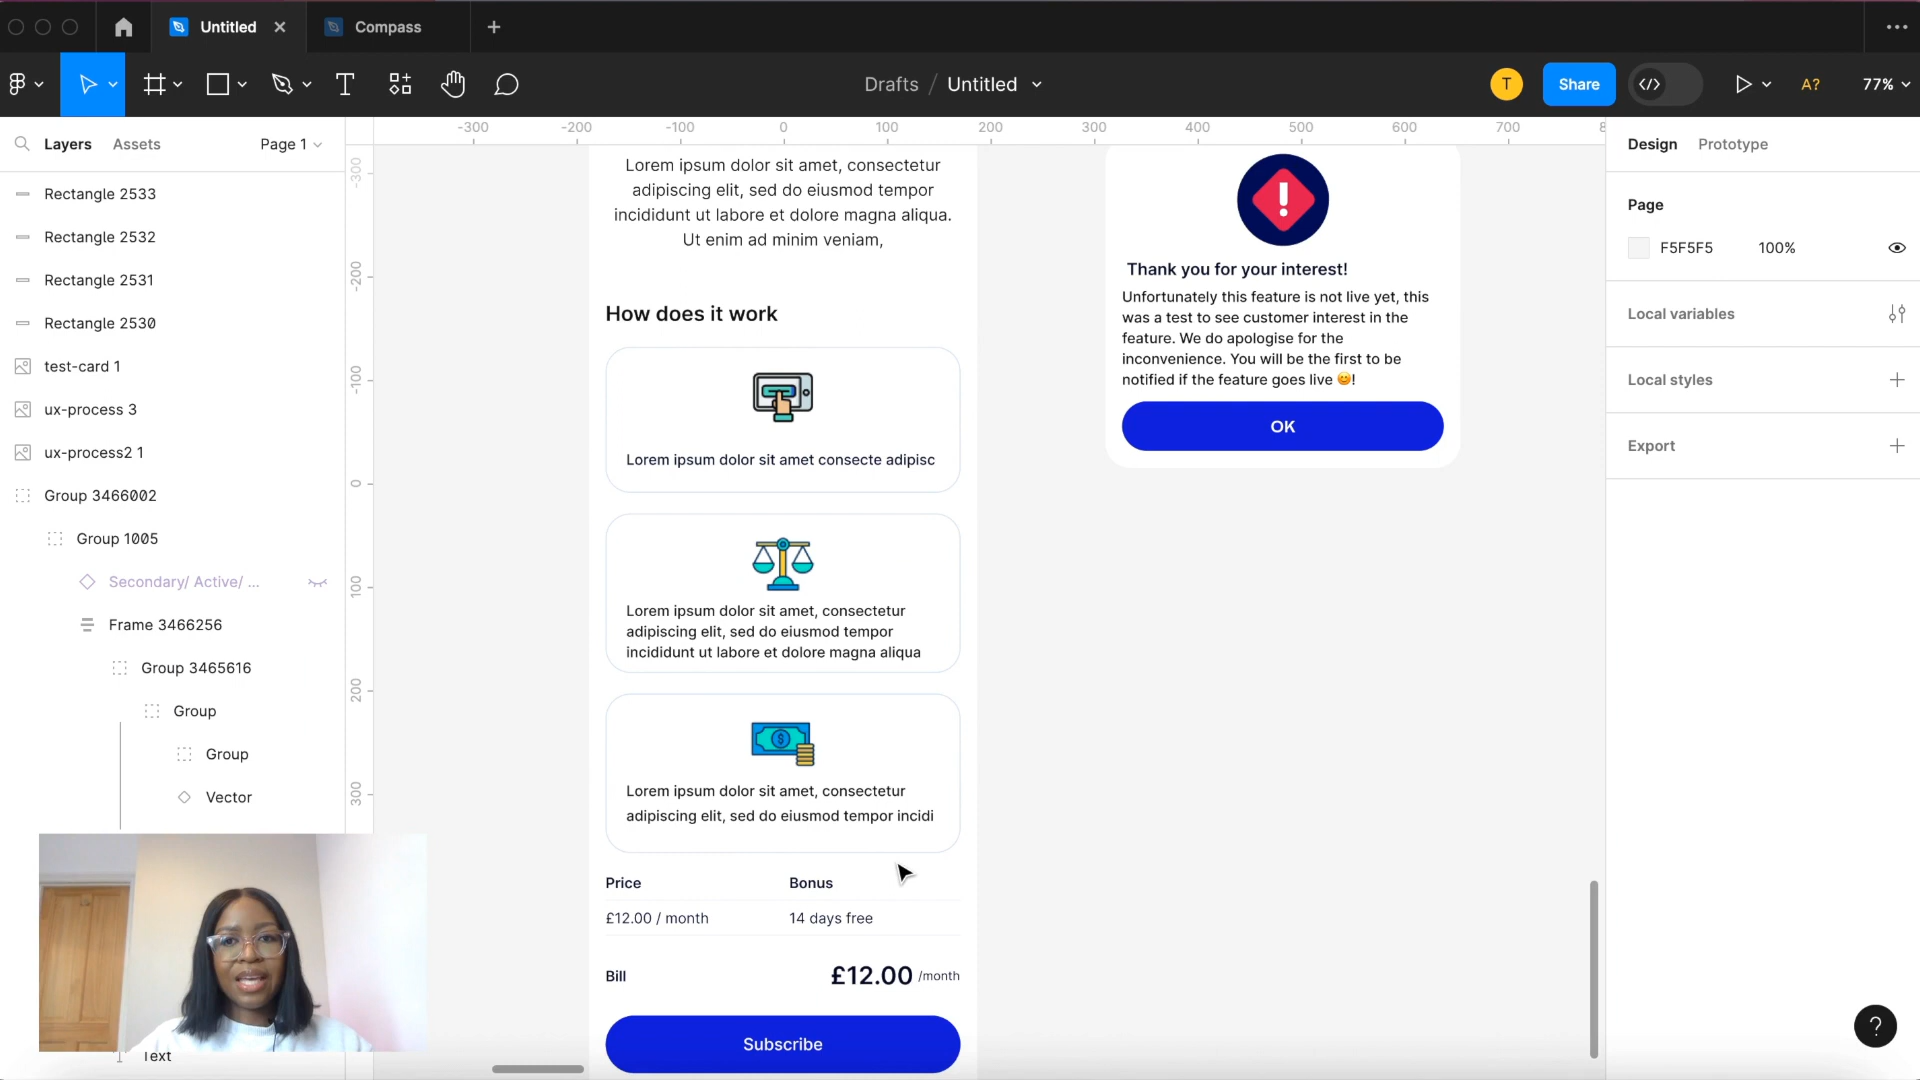 Untitled
Compass
Drafts / Untitled
T
Share
A?
77%
Layers
Assets
Page 1
Rectangle 2533
Rectangle 2532
Rectangle 2531
Rectangle 2530
test-card 1
ux-process 3
ux-process2 1
Group 3466002
Group 1005
Secondary/ Active/ ...
Frame 3466256
Group 3465616
Group
Group
Vector
Text
-300 -200 -100 0 100 200 300 400 500 600 700 8
-300
-200
-100
0
100
200
300
Lorem ipsum dolor sit amet, consectetur
adipiscing elit, sed do eiusmod tempor
incididunt ut labore et dolore magna aliqua.
Ut enim ad minim veniam,
How does it work
Lorem ipsum dolor sit amet consecte adipisc
Lorem ipsum dolor sit amet, consectetur
adipiscing elit, sed do eiusmod tempor
incididunt ut labore et dolore magna aliqua
$
Lorem ipsum dolor sit amet, consectetur
adipiscing elit, sed do eiusmod tempor incidi
Price Bonus
£12.00 / month 14 days free
Bill £12.00 /month
Subscribe
!
Thank you for your interest!
Unfortunately this feature is not live yet, this
was a test to see customer interest in the
feature. We do apologise for the
inconvenience. You will be the first to be
notified if the feature goes live 😊!
OK
Design
Prototype
Page
F5F5F5 100%
Local variables
Local styles
Export
?